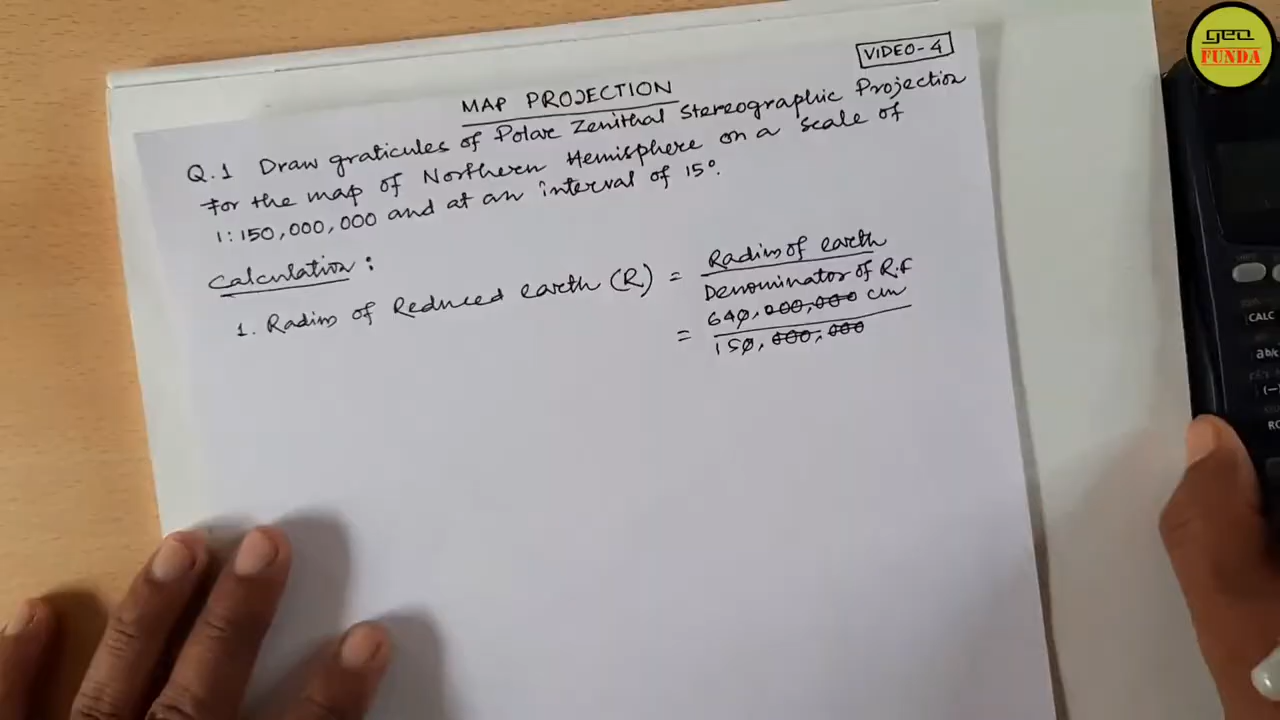 geo
FUNDA
VIDEO-4
MAP PROJECTION
Q.1 Draw graticules of Polar Zenithal Stereographic Projection
for the map of Northern Hemisphere on a scale of
1:150,000,000 and at an interval of 15°.
Calculation:
1. Radius of Reduced earth (R) = Radius of earth
Denominator of R.F
= 640,000,000 cm
150,000,000
CALC
ab/c
(-)